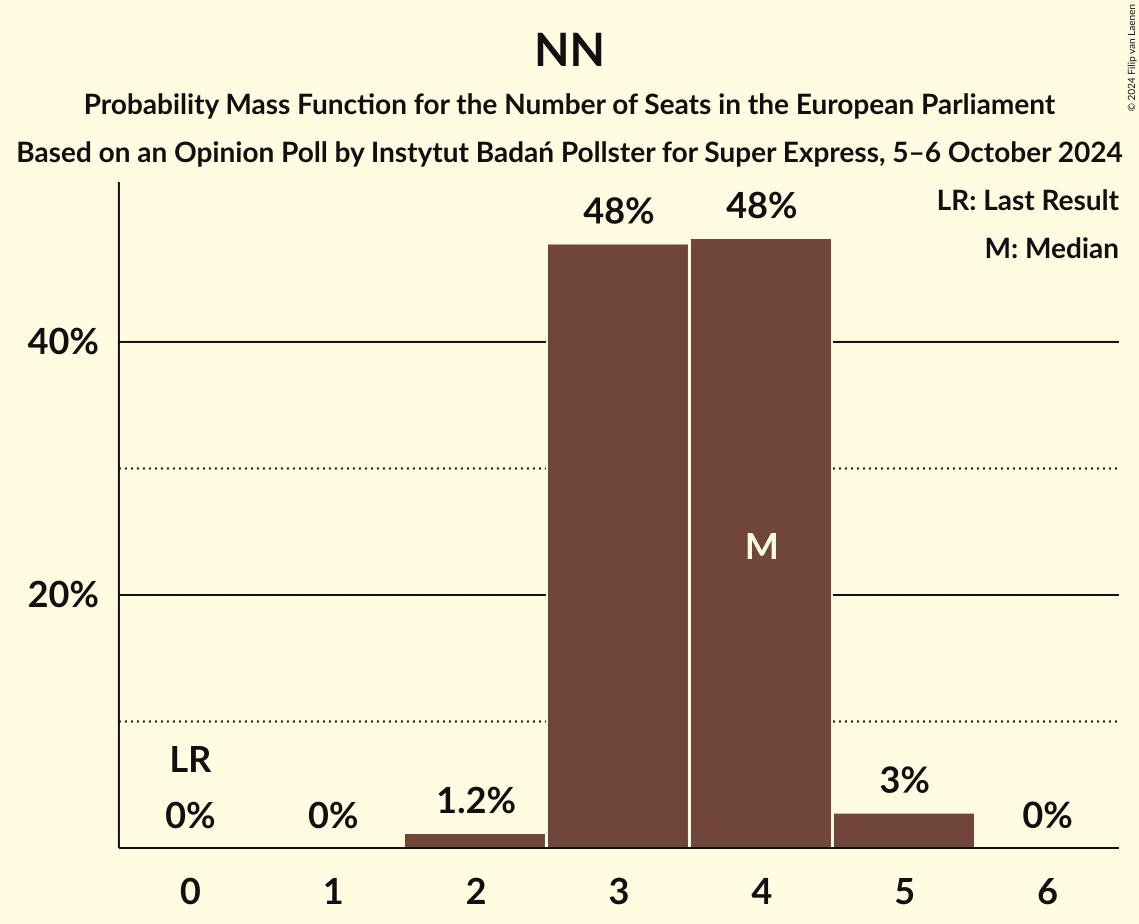 NN
Probability Mass Function for the Number of Seats in the European Parliament
Based on an Opinion Poll by Instytut Badań Pollster for Super Express, 5–6 October 2024
© 2024 Filip van Laenen
LR: Last Result
M: Median
48%
48%
40%
M
20%
LR
0%
0%
1.2%
3%
0%
0
1
2
3
4
5
6